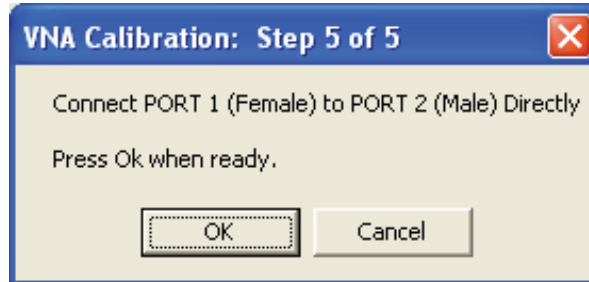 VNA Calibration: Step 5 of 5
Connect PORT 1 (Female) to PORT 2 (Male) Directly
Press Ok when ready.
OK
Cancel